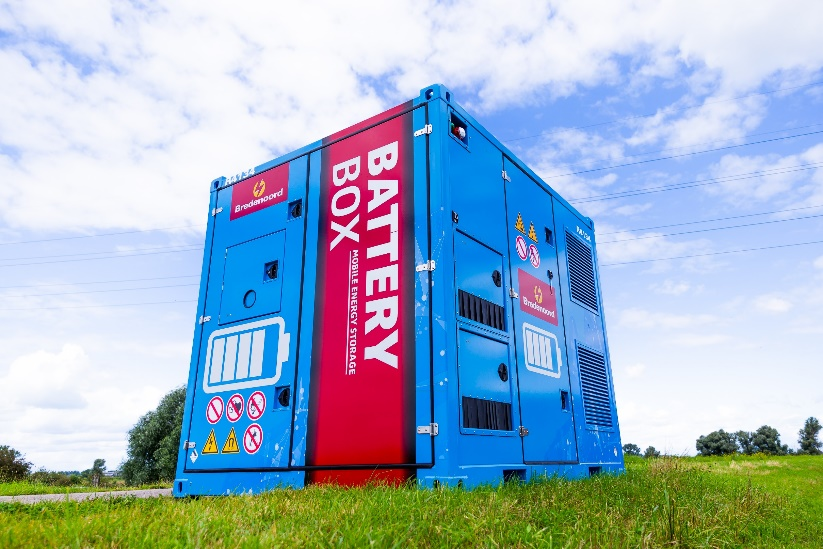 Bredenoord
BATTERY
BOX
MOBILE ENERGY STORAGE
Bredenoord